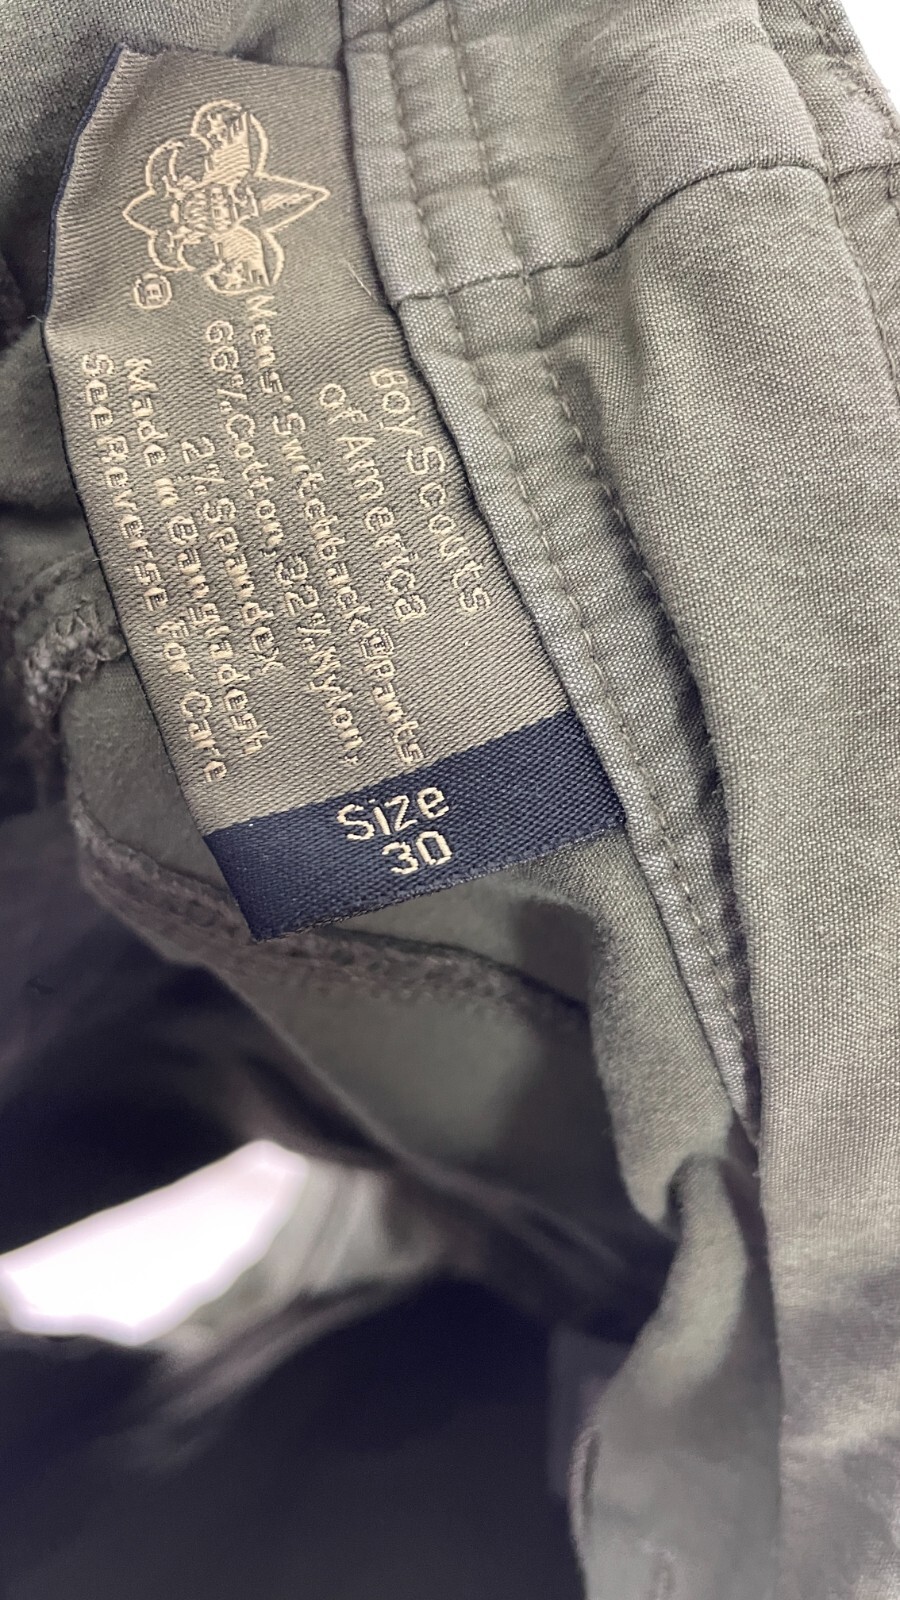 Boy Scouts
of America
Mens' Switchback®Pants
66%Cotton,32%Nylon,
2% Spandex
Made in Bangladesh
See Reverse For Care
Size
30